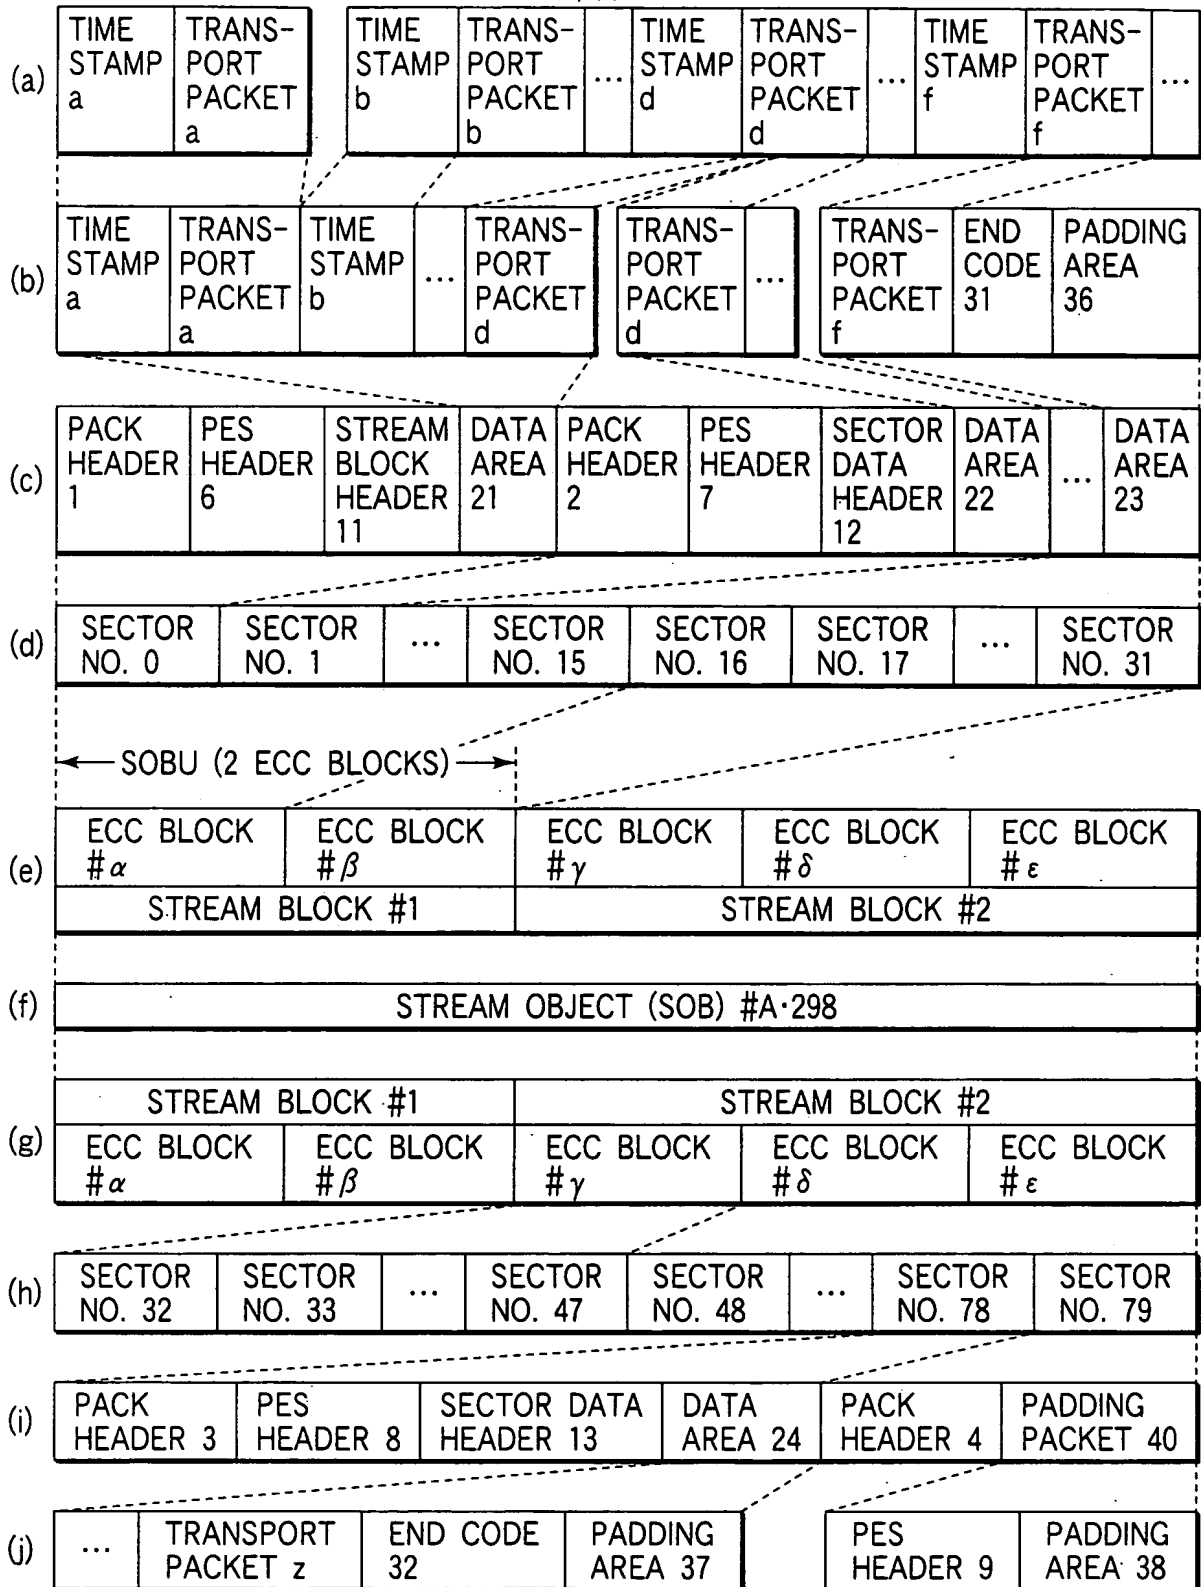 (a)
TIME STAMP a
TRANS-PORT PACKET a
TIME STAMP b
TRANS-PORT PACKET b
...
TIME STAMP d
TRANS-PORT PACKET d
...
TIME STAMP f
TRANS-PORT PACKET f
...
(b)
TIME STAMP a
TRANS-PORT PACKET a
TIME STAMP b
...
TRANS-PORT PACKET d
TRANS-PORT PACKET d
...
TRANS-PORT PACKET f
END CODE 31
PADDING AREA 36
(c)
PACK HEADER 1
PES HEADER 6
STREAM BLOCK HEADER 11
DATA AREA 21
PACK HEADER 2
PES HEADER 7
SECTOR DATA HEADER 12
DATA AREA 22
...
DATA AREA 23
(d)
SECTOR NO. 0
SECTOR NO. 1
...
SECTOR NO. 15
SECTOR NO. 16
SECTOR NO. 17
...
SECTOR NO. 31
SOBU (2 ECC BLOCKS)
(e)
ECC BLOCK #α
ECC BLOCK #β
ECC BLOCK #γ
ECC BLOCK #δ
ECC BLOCK #ε
STREAM BLOCK #1
STREAM BLOCK #2
(f)
STREAM OBJECT (SOB) #A·298
(g)
STREAM BLOCK #1
STREAM BLOCK #2
ECC BLOCK #α
ECC BLOCK #β
ECC BLOCK #γ
ECC BLOCK #δ
ECC BLOCK #ε
(h)
SECTOR NO. 32
SECTOR NO. 33
...
SECTOR NO. 47
SECTOR NO. 48
...
SECTOR NO. 78
SECTOR NO. 79
(i)
PACK HEADER 3
PES HEADER 8
SECTOR DATA HEADER 13
DATA AREA 24
PACK HEADER 4
PADDING PACKET 40
(j)
...
TRANSPORT PACKET z
END CODE 32
PADDING AREA 37
PES HEADER 9
PADDING AREA 38